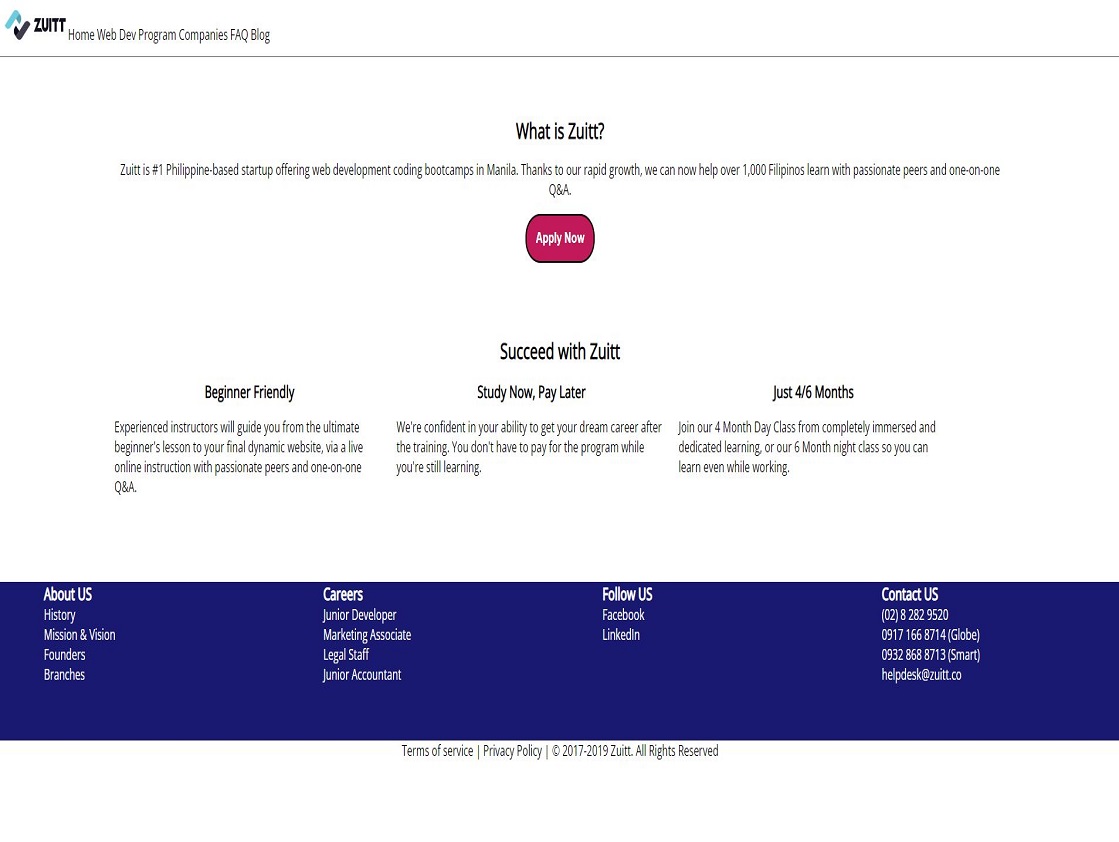 ZUITT
Home Web Dev Program Companies FAQ Blog
What is Zuitt?
Zuitt is #1 Philippine-based startup offering web development coding bootcamps in Manila. Thanks to our rapid growth, we can now help over 1,000 Filipinos learn with passionate peers and one-on-one
Q&A.
Apply Now
Succeed with Zuitt
Beginner Friendly
Experienced instructors will guide you from the ultimate
beginner's lesson to your final dynamic website, via a live
online instruction with passionate peers and one-on-one
Q&A.
Study Now, Pay Later
We're confident in your ability to get your dream career after
the training. You don't have to pay for the program while
you're still learning.
Just 4/6 Months
Join our 4 Month Day Class from completely immersed and
dedicated learning, or our 6 Month night class so you can
learn even while working.
About US
History
Mission & Vision
Founders
Branches
Careers
Junior Developer
Marketing Associate
Legal Staff
Junior Accountant
Follow US
Facebook
LinkedIn
Contact US
(02) 8 282 9520
0917 166 8714 (Globe)
0932 868 8713 (Smart)
helpdesk@zuitt.co
Terms of service | Privacy Policy | © 2017-2019 Zuitt. All Rights Reserved